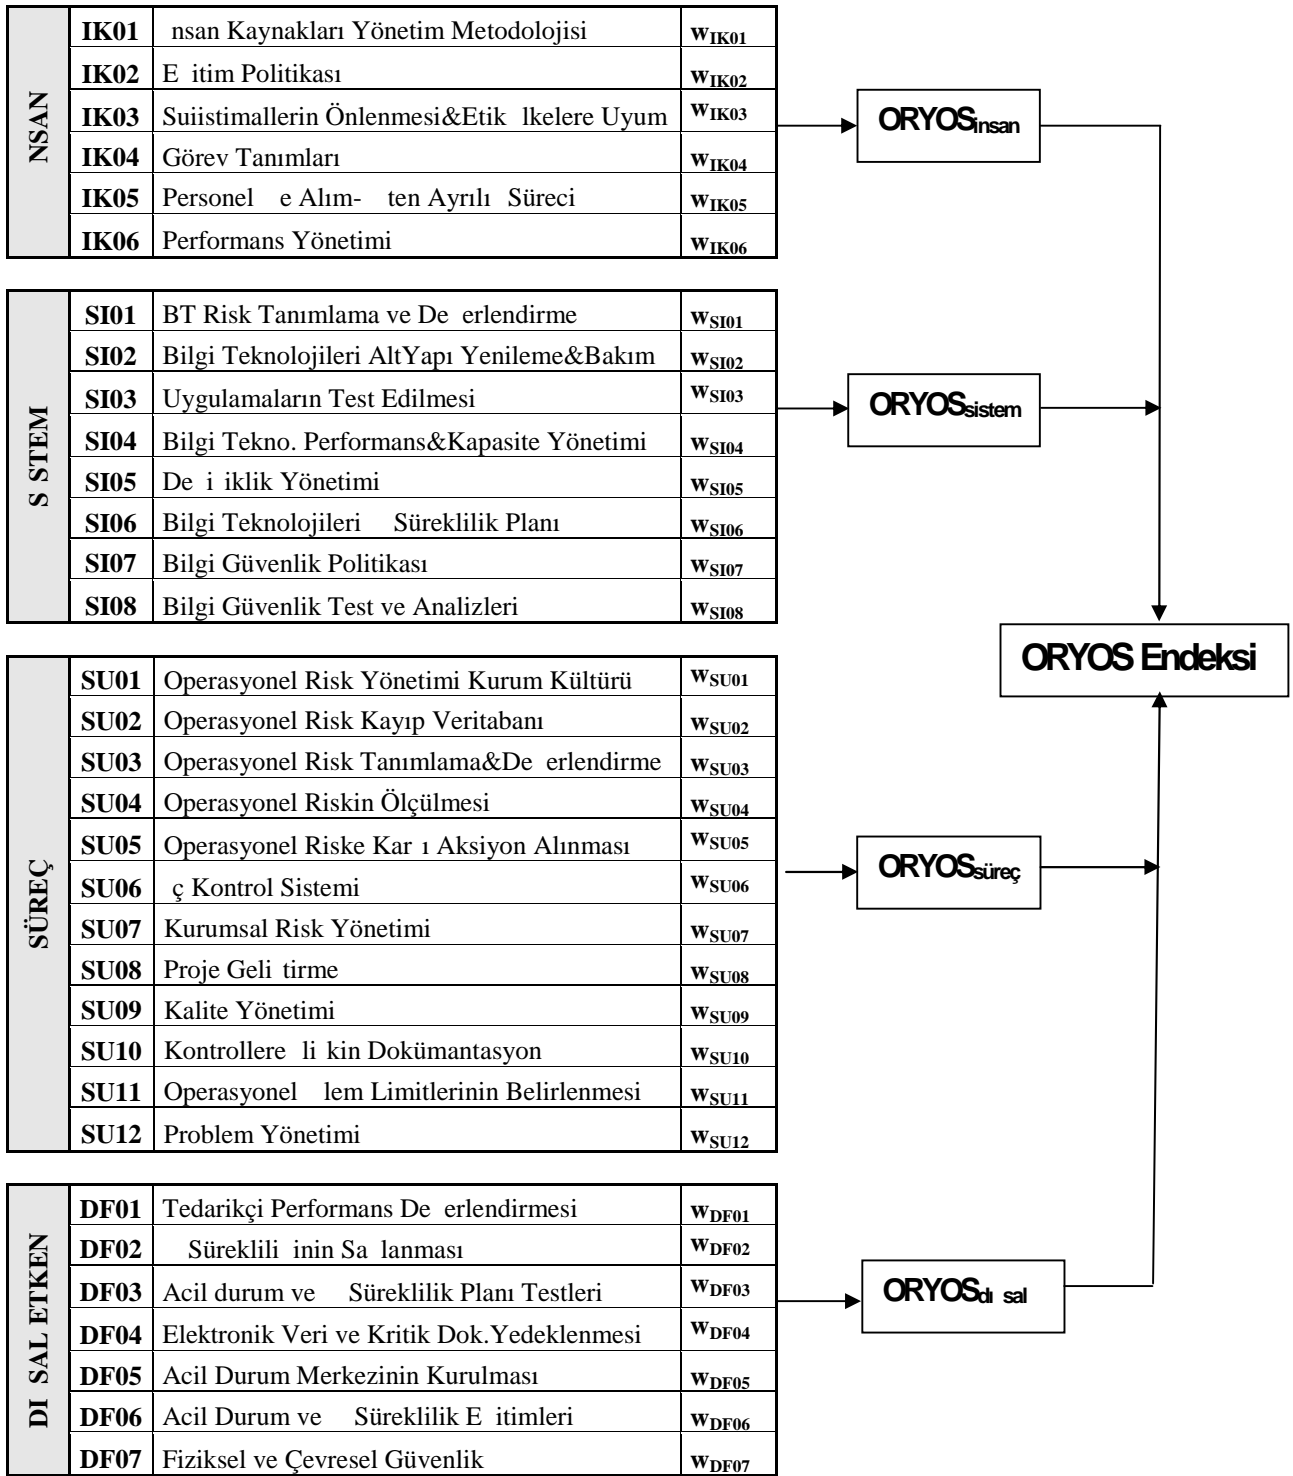 NSAN
IK01 nsan Kaynakları Yönetim Metodolojisi wIK01
IK02 E itim Politikası wIK02
IK03 Suiistimallerin Önlenmesi&Etik lkelere Uyum wIK03
IK04 Görev Tanımları wIK04
IK05 Personel e Alım- ten Ayrılı Süreci wIK05
IK06 Performans Yönetimi wIK06
ORYOSinsan
S STEM
SI01 BT Risk Tanımlama ve De erlendirme wSI01
SI02 Bilgi Teknolojileri AltYapı Yenileme&Bakım wSI02
SI03 Uygulamaların Test Edilmesi wSI03
SI04 Bilgi Tekno. Performans&Kapasite Yönetimi wSI04
SI05 De i iklik Yönetimi wSI05
SI06 Bilgi Teknolojileri Süreklilik Planı wSI06
SI07 Bilgi Güvenlik Politikası wSI07
SI08 Bilgi Güvenlik Test ve Analizleri wSI08
ORYOSsistem
ORYOS Endeksi
SÜREÇ
SU01 Operasyonel Risk Yönetimi Kurum Kültürü wSU01
SU02 Operasyonel Risk Kayıp Veritabanı wSU02
SU03 Operasyonel Risk Tanımlama&De erlendirme wSU03
SU04 Operasyonel Riskin Ölçülmesi wSU04
SU05 Operasyonel Riske Kar ı Aksiyon Alınması wSU05
SU06 ç Kontrol Sistemi wSU06
SU07 Kurumsal Risk Yönetimi wSU07
SU08 Proje Geli tirme wSU08
SU09 Kalite Yönetimi wSU09
SU10 Kontrollere li kin Dokümantasyon wSU10
SU11 Operasyonel lem Limitlerinin Belirlenmesi wSU11
SU12 Problem Yönetimi wSU12
ORYOSsüreç
DI SAL ETKEN
DF01 Tedarikçi Performans De erlendirmesi wDF01
DF02 Süreklili inin Sa lanması wDF02
DF03 Acil durum ve Süreklilik Planı Testleri wDF03
DF04 Elektronik Veri ve Kritik Dok.Yedeklenmesi wDF04
DF05 Acil Durum Merkezinin Kurulması wDF05
DF06 Acil Durum ve Süreklilik E itimleri wDF06
DF07 Fiziksel ve Çevresel Güvenlik wDF07
ORYOSdı sal